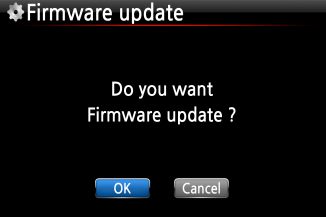 Firmware update
Do you want
Firmware update ?
OK
Cancel